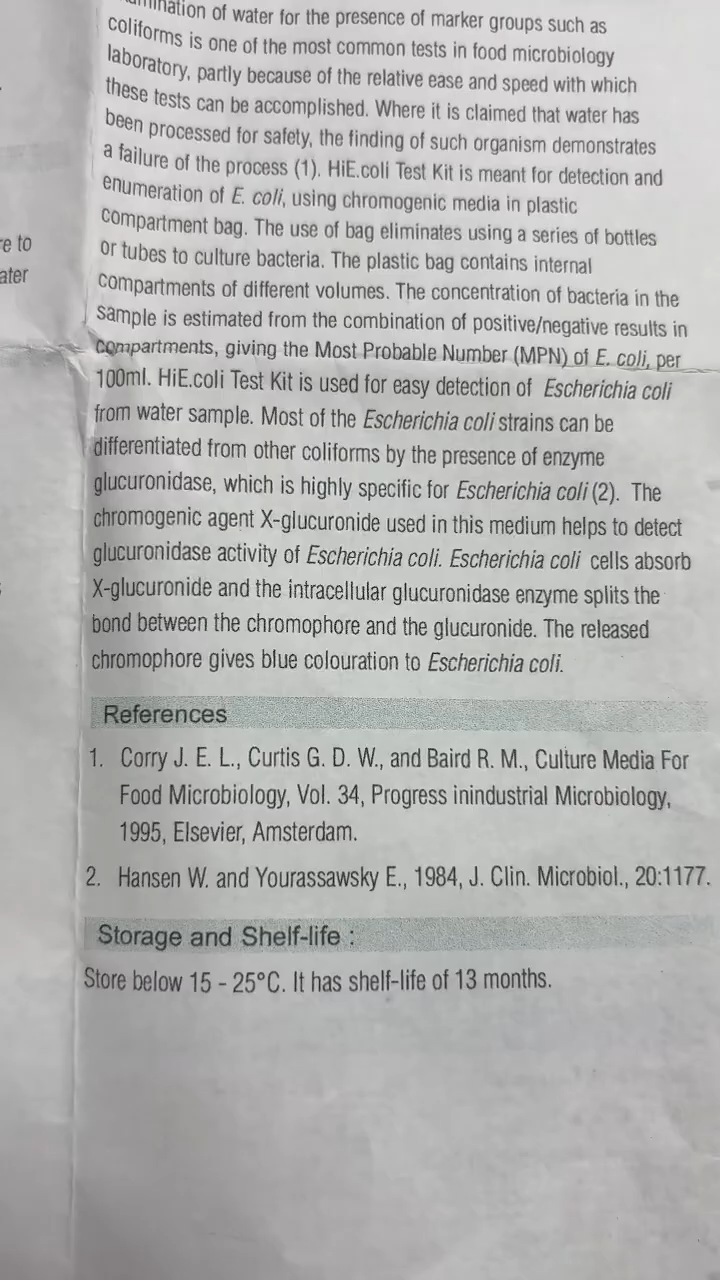 of water for the presence of marker groups such as
coliforms is one of the most common tests in food microbiology
laboratory, partly because of the relative ease and speed with which
these tests can be accomplished. Where it is claimed that water has
been processed for safety, the finding of such organism demonstrates
a failure of the process (1). HiE.coli Test Kit is meant for detection and
enumeration of E. coli, using chromogenic media in plastic
compartment bag. The use of bag eliminates using a series of bottles
or tubes to culture bacteria. The plastic bag contains internal
compartments of different volumes. The concentration of bacteria in the
sample is estimated from the combination of positive/negative results in
compartments, giving the Most Probable Number (MPN) of E. coli, per
100ml. HiE.coli Test Kit is used for easy detection of Escherichia coli
from water sample. Most of the Escherichia coli strains can be
differentiated from other coliforms by the presence of enzyme
glucuronidase, which is highly specific for Escherichia coli (2). The
chromogenic agent X-glucuronide used in this medium helps to detect
glucuronidase activity of Escherichia coli. Escherichia coli cells absorb
X-glucuronide and the intracellular glucuronidase enzyme splits the
bond between the chromophore and the glucuronide. The released
chromophore gives blue colouration to Escherichia coli.
References
1. Corry J. E. L., Curtis G. D. W., and Baird R. M., Culture Media For
Food Microbiology, Vol. 34, Progress inindustrial Microbiology,
1995, Elsevier, Amsterdam.
2. Hansen W. and Yourassawsky E., 1984, J. Clin. Microbiol., 20:1177.
Storage and Shelf-life :
Store below 15 - 25°C. It has shelf-life of 13 months.